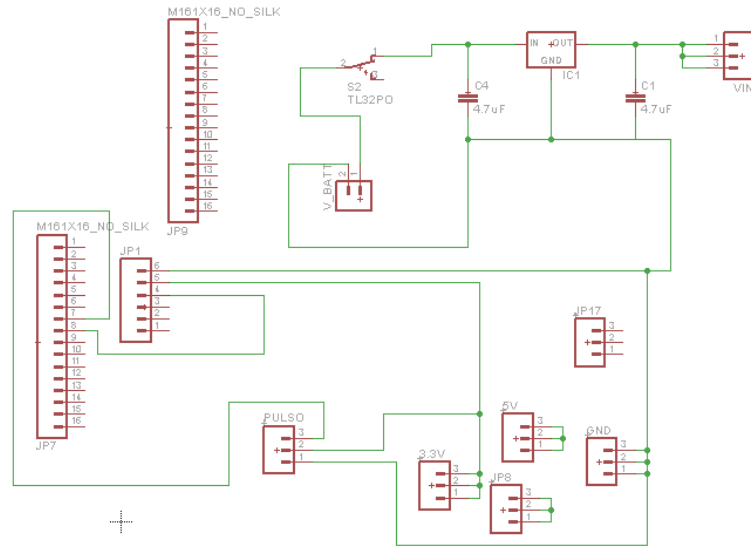 M161X16_NO_SILK
1
2
3
4
5
6
7
8
9
10
11
12
13
14
15
16
JP9
2
1
3
S2
TL32PO
C4
4.7uF
IN
OUT
GND
IC1
C1
4.7uF
1
2
3
VIN
V_BATT
2
1
M161X16_NO_SILK
1
2
3
4
5
6
7
8
9
10
11
12
13
14
15
16
JP7
JP1
6
5
4
3
2
1
JP17
3
2
1
PULSO
3
2
1
3.3V
3
2
1
5V
3
2
1
JP8
3
2
1
GND
3
2
1